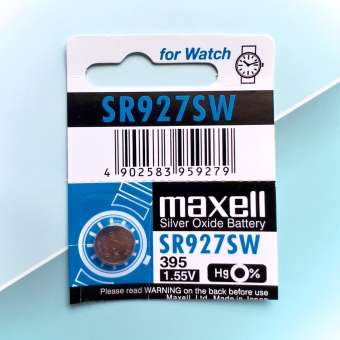 for Watch
SR927SW
4 902583 959279
maxell
Silver Oxide Battery
SR927SW
395
1.55V
Hg 0%
Please read WARNING on the back before use
Maxell, Ltd. Made in Japan